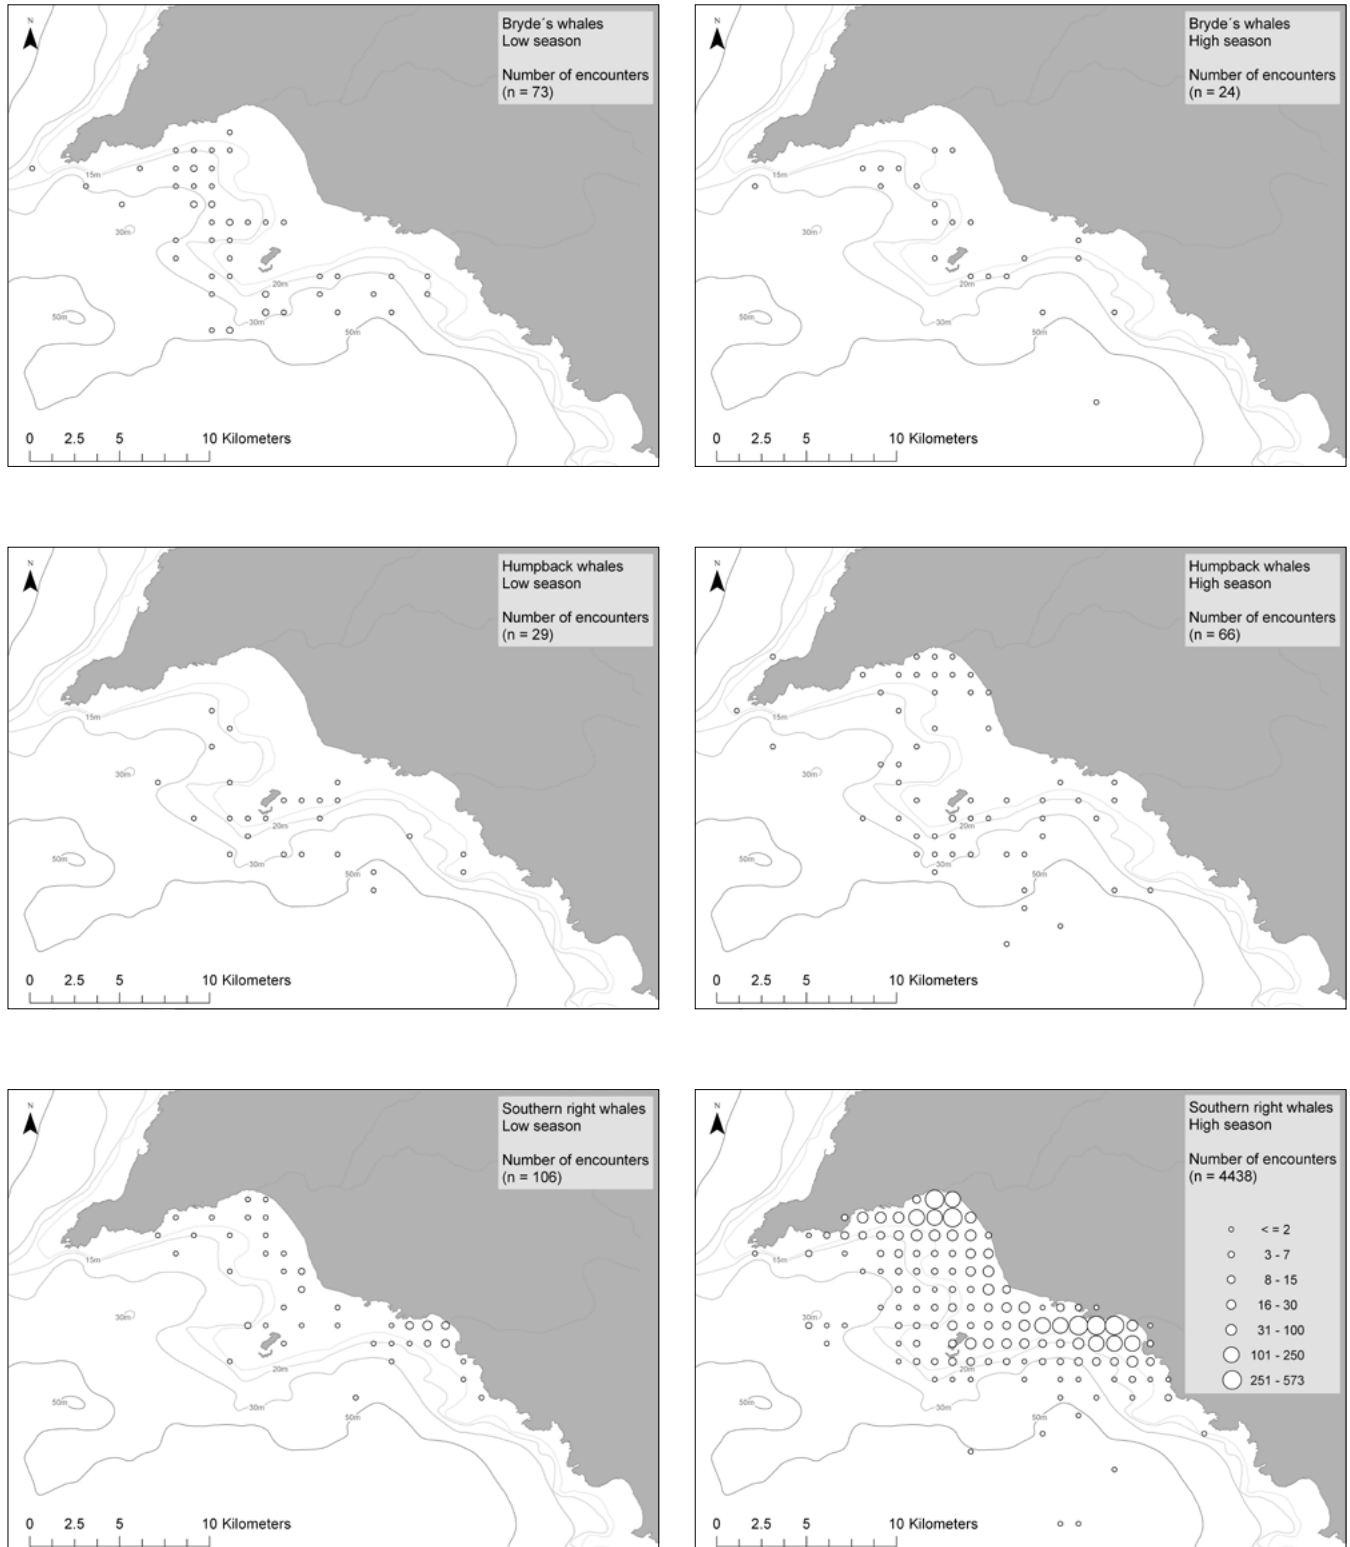 N
Bryde´s whales
Low season
Number of encounters
(n = 73)
15m
30m
20m
50m
30m
50m
0 2.5 5 10 Kilometers
N
Bryde´s whales
High season
Number of encounters
(n = 24)
15m
30m
20m
50m
30m
50m
0 2.5 5 10 Kilometers
N
Humpback whales
Low season
Number of encounters
(n = 29)
15m
30m
20m
50m
30m
50m
0 2.5 5 10 Kilometers
N
Humpback whales
High season
Number of encounters
(n = 66)
15m
30m
20m
50m
30m
50m
0 2.5 5 10 Kilometers
N
Southern right whales
Low season
Number of encounters
(n = 106)
15m
30m
20m
50m
30m
50m
0 2.5 5 10 Kilometers
N
Southern right whales
High season
Number of encounters
(n = 4438)
< = 2
3 - 7
8 - 15
16 - 30
31 - 100
101 - 250
251 - 573
15m
30m
20m
50m
30m
50m
0 2.5 5 10 Kilometers